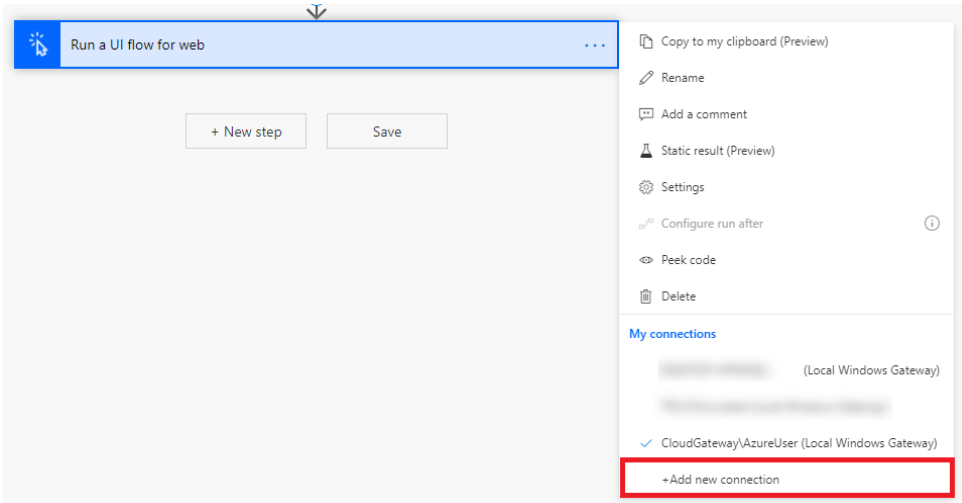 Run a UI flow for web
...
+ New step
Save
Copy to my clipboard (Preview)
Rename
Add a comment
Static result (Preview)
Settings
Configure run after
Peek code
Delete
My connections
(Local Windows Gateway)
CloudGateway\AzureUser (Local Windows Gateway)
+Add new connection